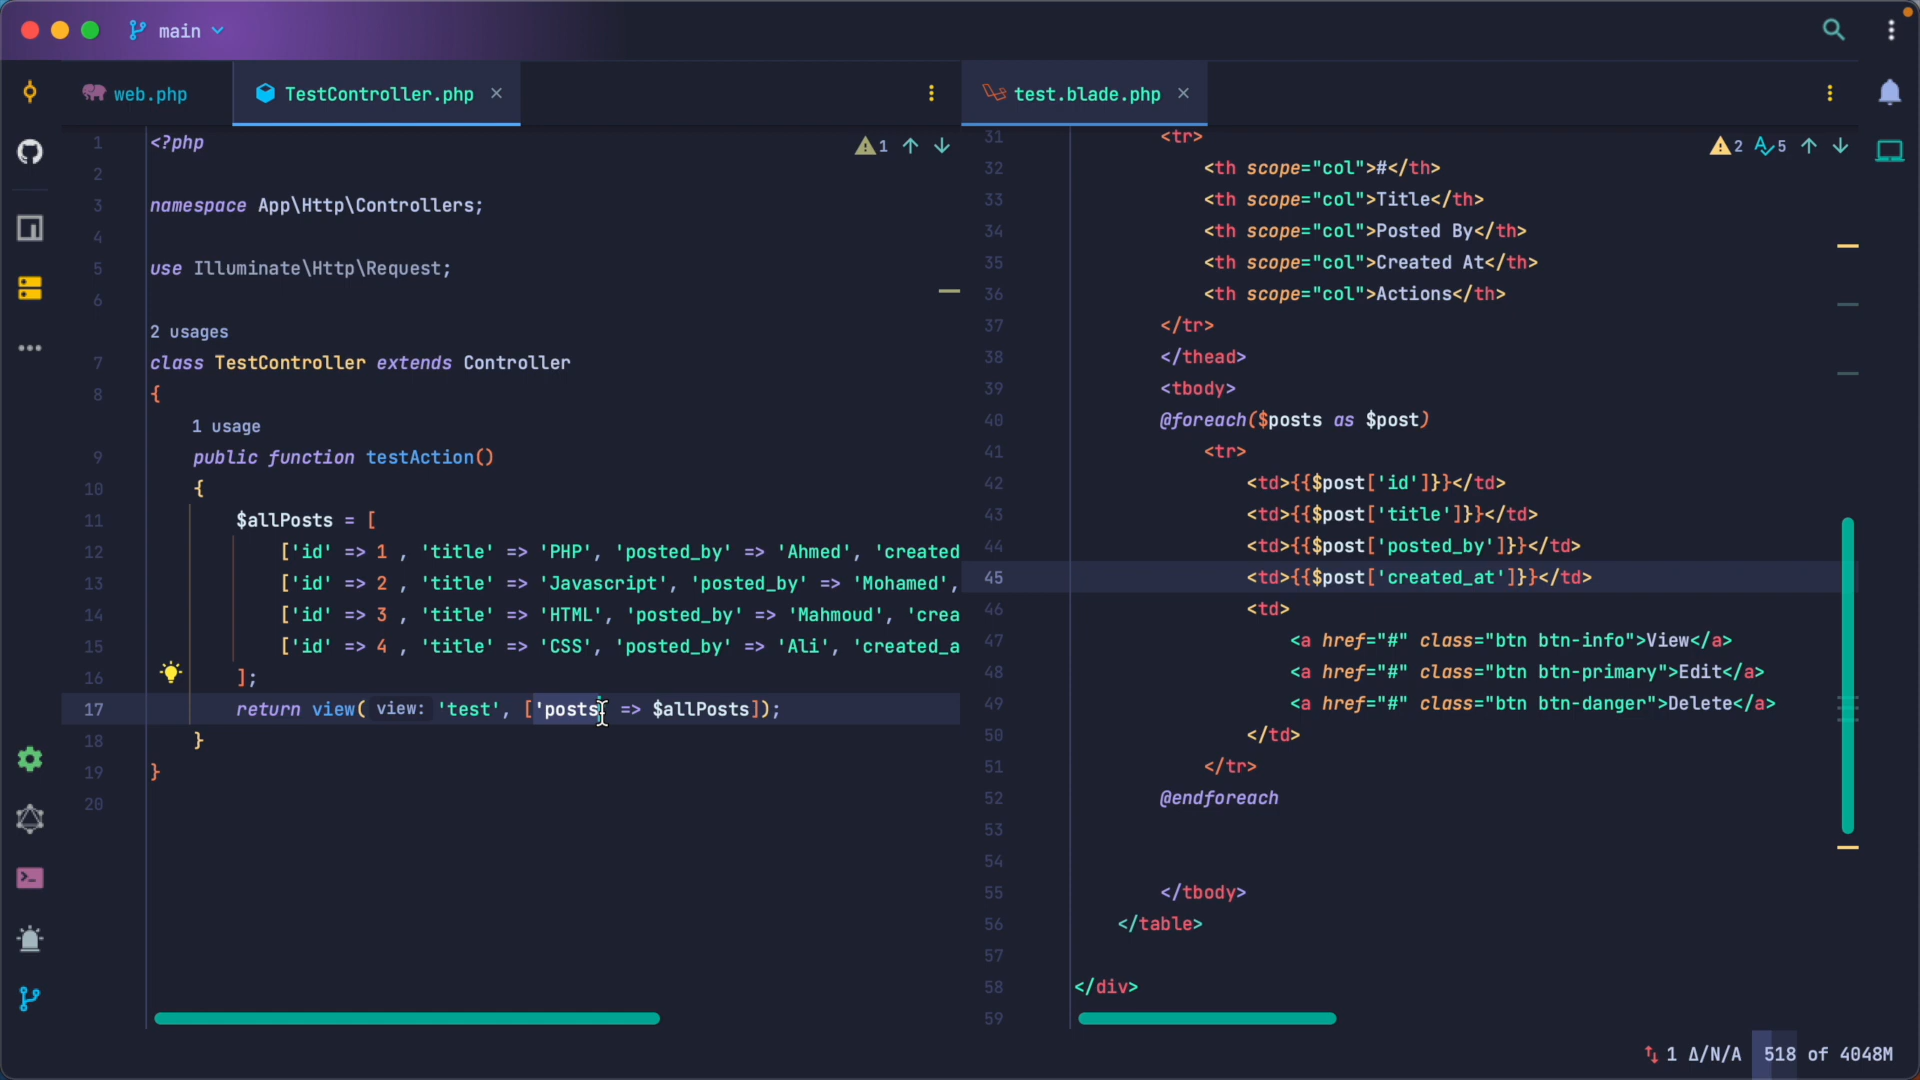 main
web.php
TestController.php
test.blade.php
1
1 <?php
2
3 namespace App\Http\Controllers;
4
5 use Illuminate\Http\Request;
6
2 usages
7 class TestController extends Controller
8 {
1 usage
9 public function testAction()
10 {
11 $allPosts = [
12 ['id' => 1 , 'title' => 'PHP', 'posted_by' => 'Ahmed', 'created
13 ['id' => 2 , 'title' => 'Javascript', 'posted_by' => 'Mohamed',
14 ['id' => 3 , 'title' => 'HTML', 'posted_by' => 'Mahmoud', 'crea
15 ['id' => 4 , 'title' => 'CSS', 'posted_by' => 'Ali', 'created_a
16 ];
17 return view( view: 'test', ['posts' => $allPosts]);
18 }
19 }
20
2 5
31 <tr>
32 <th scope="col">#</th>
33 <th scope="col">Title</th>
34 <th scope="col">Posted By</th>
35 <th scope="col">Created At</th>
36 <th scope="col">Actions</th>
37 </tr>
38 </thead>
39 <tbody>
40 @foreach($posts as $post)
41 <tr>
42 <td>{{$post['id']}}</td>
43 <td>{{$post['title']}}</td>
44 <td>{{$post['posted_by']}}</td>
45 <td>{{$post['created_at']}}</td>
46 <td>
47 <a href="#" class="btn btn-info">View</a>
48 <a href="#" class="btn btn-primary">Edit</a>
49 <a href="#" class="btn btn-danger">Delete</a>
50 </td>
51 </tr>
52 @endforeach
53
54
55 </tbody>
56 </table>
57
58 </div>
59
1 Δ/N/A 518 of 4048M